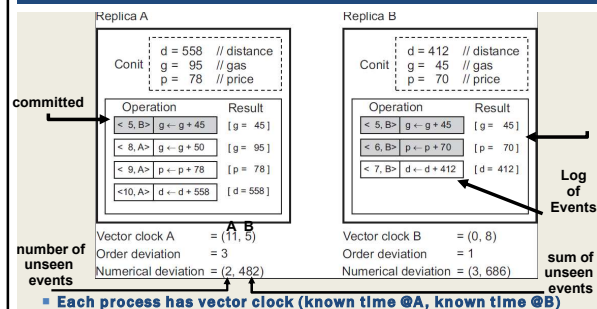 Replica A
Replica B
Conit
d = 558 // distance
g = 95 // gas
p = 78 // price
Conit
d = 412 // distance
g = 45 // gas
p = 70 // price
committed
Operation Result
< 5, B> g ← g + 45 [ g = 45 ]
< 8, A> g ← g + 50 [ g = 95 ]
< 9, A> p ← p + 78 [ p = 78 ]
<10, A> d ← d + 558 [ d = 558 ]
Operation Result
< 5, B> g ← g + 45 [ g = 45 ]
< 6, B> p ← p + 70 [ p = 70 ]
< 7, B> d ← d + 412 [ d = 412 ]
Log
of
Events
A B
Vector clock A = (11, 5)
Order deviation = 3
Numerical deviation = (2, 482)
Vector clock B = (0, 8)
Order deviation = 1
Numerical deviation = (3, 686)
number of
unseen
events
sum of
unseen
events
Each process has vector clock (known time @A, known time @B)